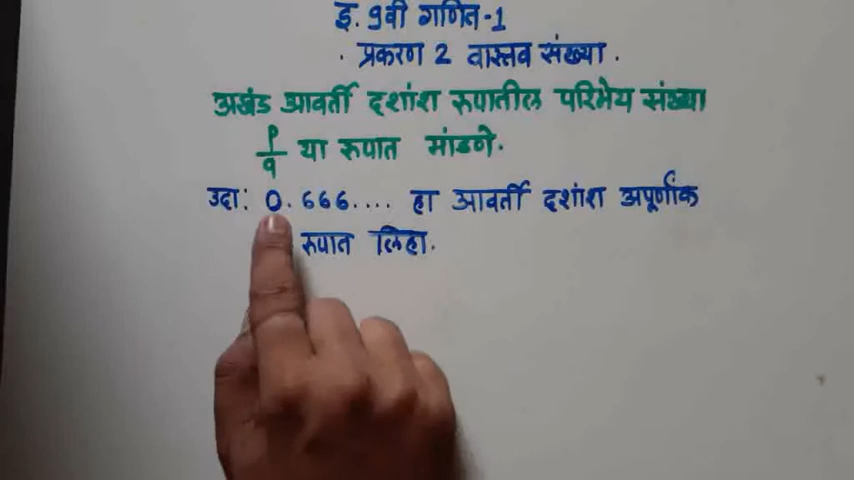 इ. 9वी गणित-1
· प्रकरण 2 वास्तव संख्या .
अखंड आवर्ती दशांश रुपातील परिमेय संख्या
p/q या रुपात मांडणे.
उदा: 0.666.... हा आवर्ती दशांश अपूर्णांक
रुपात लिहा.